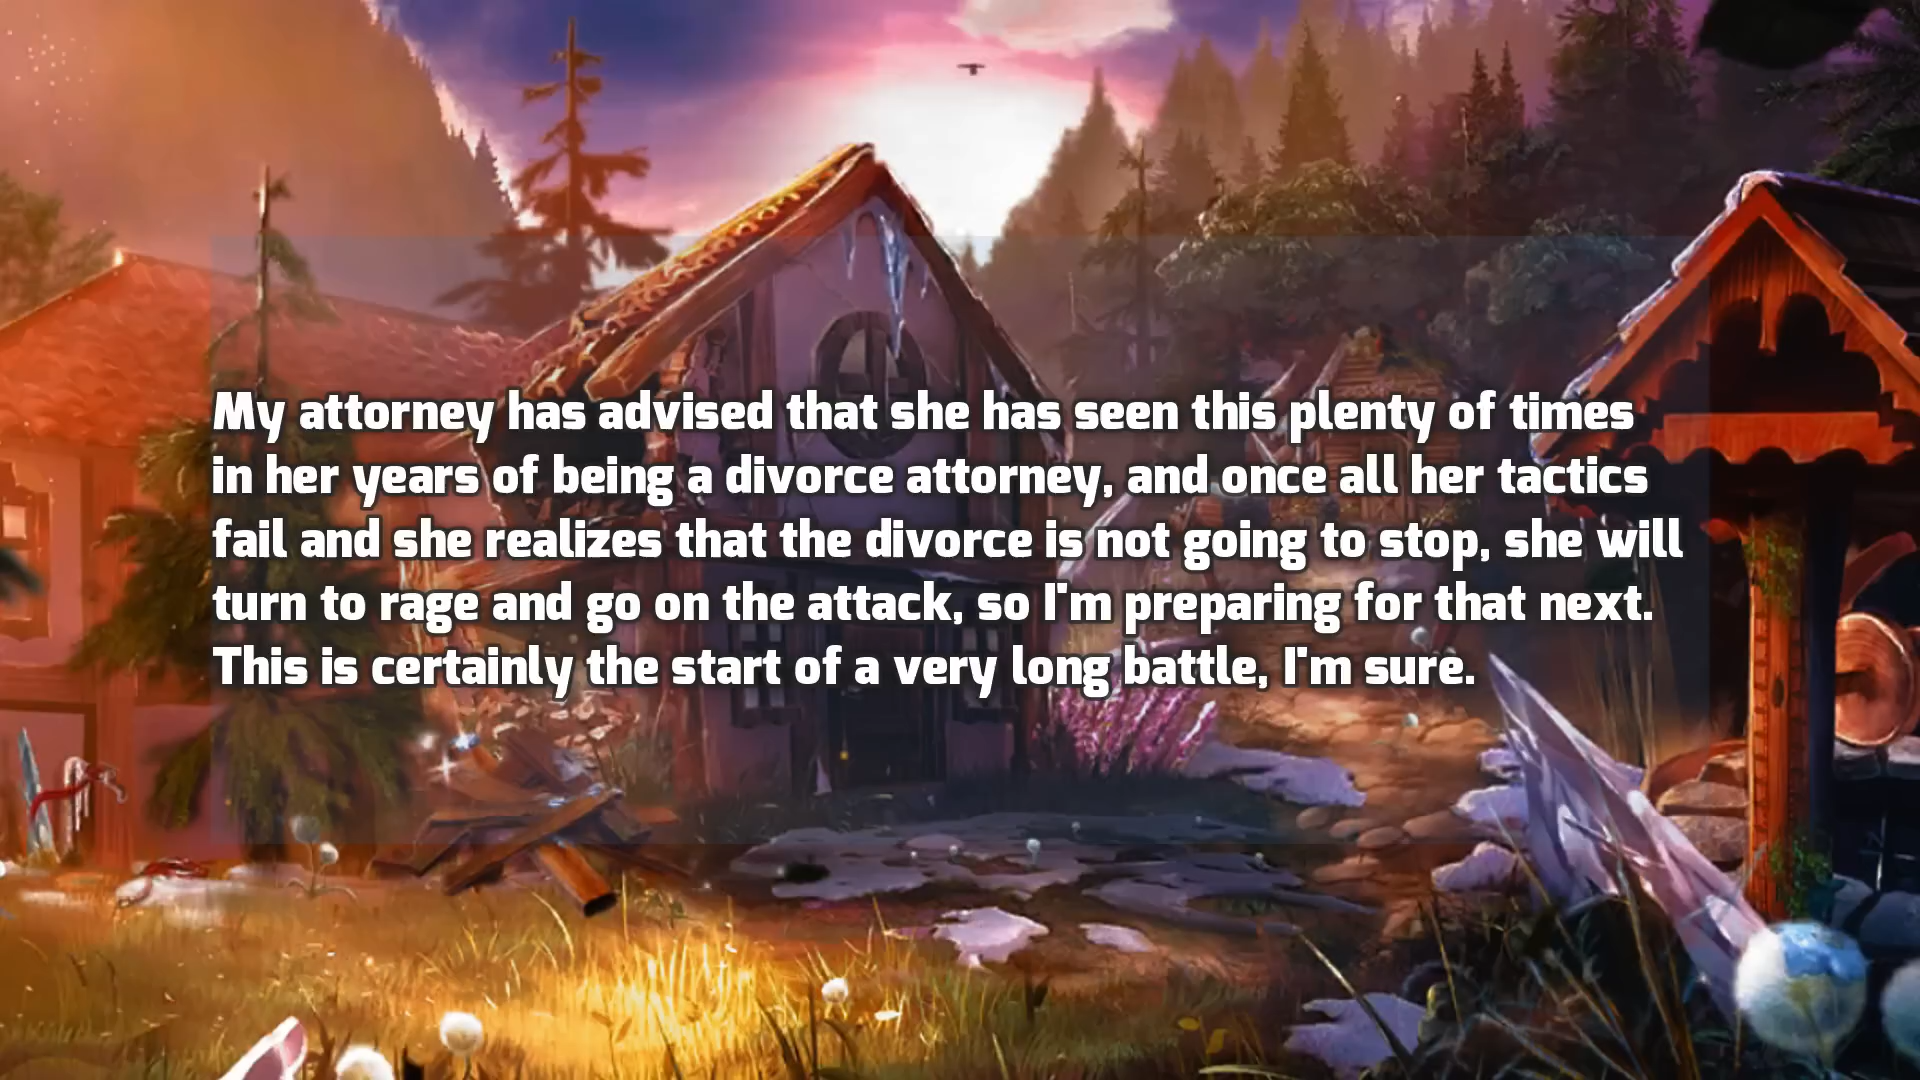 My attorney has advised that she has seen this plenty of times
in her years of being a divorce attorney, and once all her tactics
fail and she realizes that the divorce is not going to stop, she will
turn to rage and go on the attack, so I'm preparing for that next.
This is certainly the start of a very long battle, I'm sure.